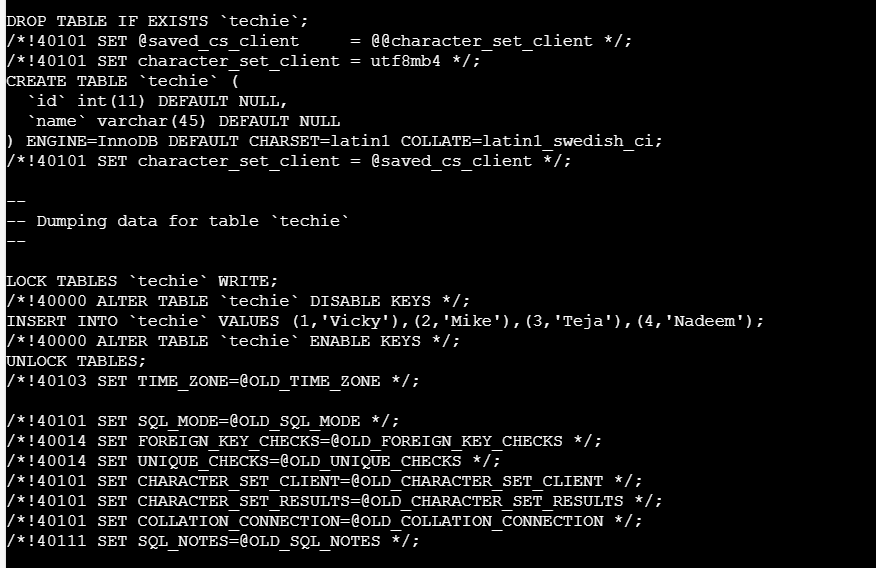 DROP TABLE IF EXISTS `techie`;
/*!40101 SET @saved_cs_client     = @@character_set_client */;
/*!40101 SET character_set_client = utf8mb4 */;
CREATE TABLE `techie` (
  `id` int(11) DEFAULT NULL,
  `name` varchar(45) DEFAULT NULL
) ENGINE=InnoDB DEFAULT CHARSET=latin1 COLLATE=latin1_swedish_ci;
/*!40101 SET character_set_client = @saved_cs_client */;
--
-- Dumping data for table `techie`
--
LOCK TABLES `techie` WRITE;
/*!40000 ALTER TABLE `techie` DISABLE KEYS */;
INSERT INTO `techie` VALUES (1,'Vicky'),(2,'Mike'),(3,'Teja'),(4,'Nadeem');
/*!40000 ALTER TABLE `techie` ENABLE KEYS */;
UNLOCK TABLES;
/*!40103 SET TIME_ZONE=@OLD_TIME_ZONE */;
/*!40101 SET SQL_MODE=@OLD_SQL_MODE */;
/*!40014 SET FOREIGN_KEY_CHECKS=@OLD_FOREIGN_KEY_CHECKS */;
/*!40014 SET UNIQUE_CHECKS=@OLD_UNIQUE_CHECKS */;
/*!40101 SET CHARACTER_SET_CLIENT=@OLD_CHARACTER_SET_CLIENT */;
/*!40101 SET CHARACTER_SET_RESULTS=@OLD_CHARACTER_SET_RESULTS */;
/*!40101 SET COLLATION_CONNECTION=@OLD_COLLATION_CONNECTION */;
/*!40111 SET SQL_NOTES=@OLD_SQL_NOTES */;